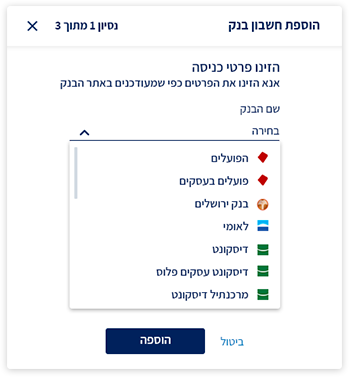 הוספת חשבון בנק
נסיון 1 מתוך 3
הזינו פרטי כניסה
אנא הזינו את הפרטים כפי שמעודכנים באתר הבנק
שם הבנק
בחירה
הפועלים
פועלים בעסקים
בנק ירושלים
לאומי
דיסקונט
דיסקונט עסקים פלוס
מרכנתיל דיסקונט
ביטול
הוספה